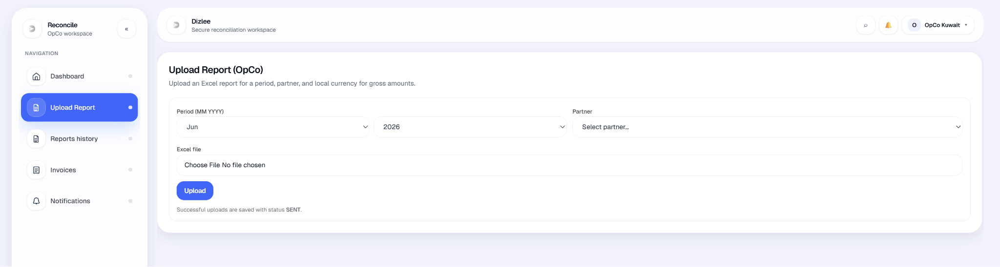 Reconcile
OpCo workspace
«
NAVIGATION
Dashboard
Upload Report
Reports history
Invoices
Notifications
Dizlee
Secure reconciliation workspace
O OpCo Kuwait
Upload Report (OpCo)
Upload an Excel report for a period, partner, and local currency for gross amounts.
Period (MM YYYY)
Jun
2026
Partner
Select partner...
Excel file
Choose File No file chosen
Upload
Successful uploads are saved with status SENT.